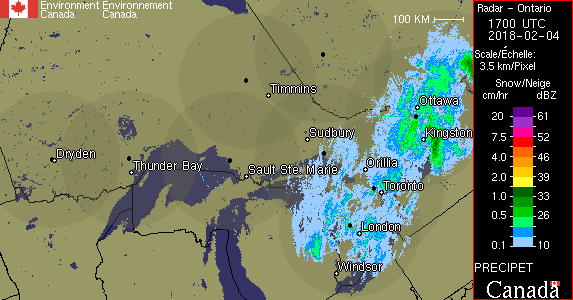 Environment Environnement
Canada Canada
100 KM
Timmins
Ottawa
Sudbury
Kingston
Dryden
Thunder Bay
Sault Ste. Marie
Orillia
Toronto
London
Windsor
Radar - Ontario
1700 UTC
2018-02-04
Scale/Échelle:
3.5 km/Pixel
Snow/Neige
cm/hr dBZ
20 61
7.5 52
4.0 46
2.0 39
1.0 33
0.5 26
0.1 10
PRECIPET
Canada